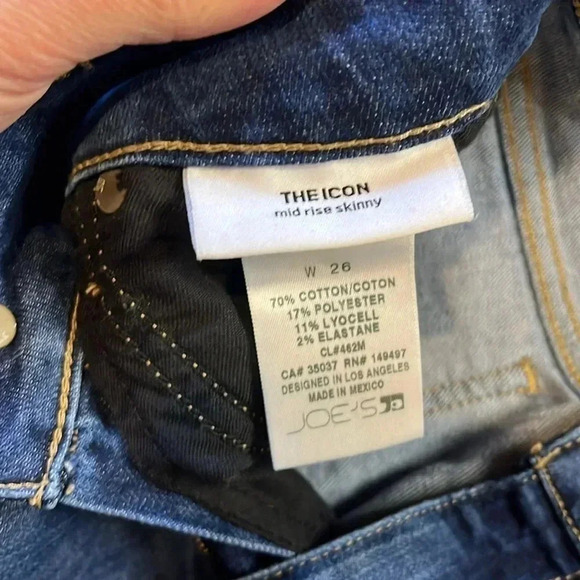 THE ICON
mid rise skinny
W 26
70% COTTON/COTON
17% POLYESTER
11% LYOCELL
2% ELASTANE
CL#462M
CA# 35037 RN# 149497
DESIGNED IN LOS ANGELES
MADE IN MEXICO
JOE'S